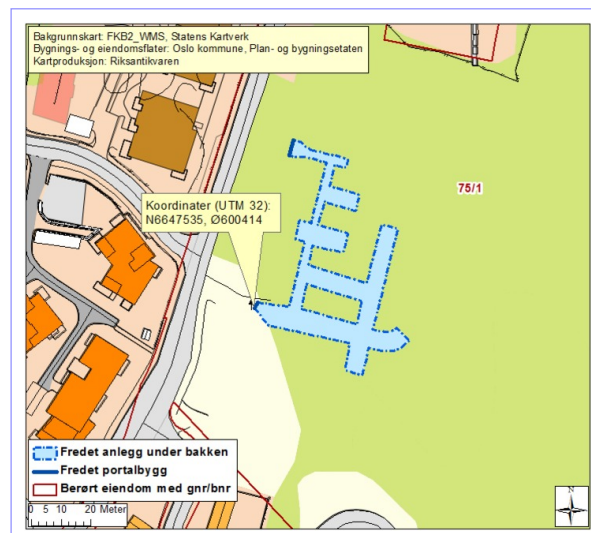 Bakgrunnskart: FKB2_WMS, Statens Kartverk
Bygnings- og eiendomsflater: Oslo kommune, Plan- og bygningsetaten
Kartproduksjon: Riksantikvaren
75/1
Koordinater (UTM 32):
N6647535, Ø600414
Fredet anlegg under bakken
Fredet portalbygg
Berørt eiendom med gnr/bnr
0 5 10 20 Meter
N